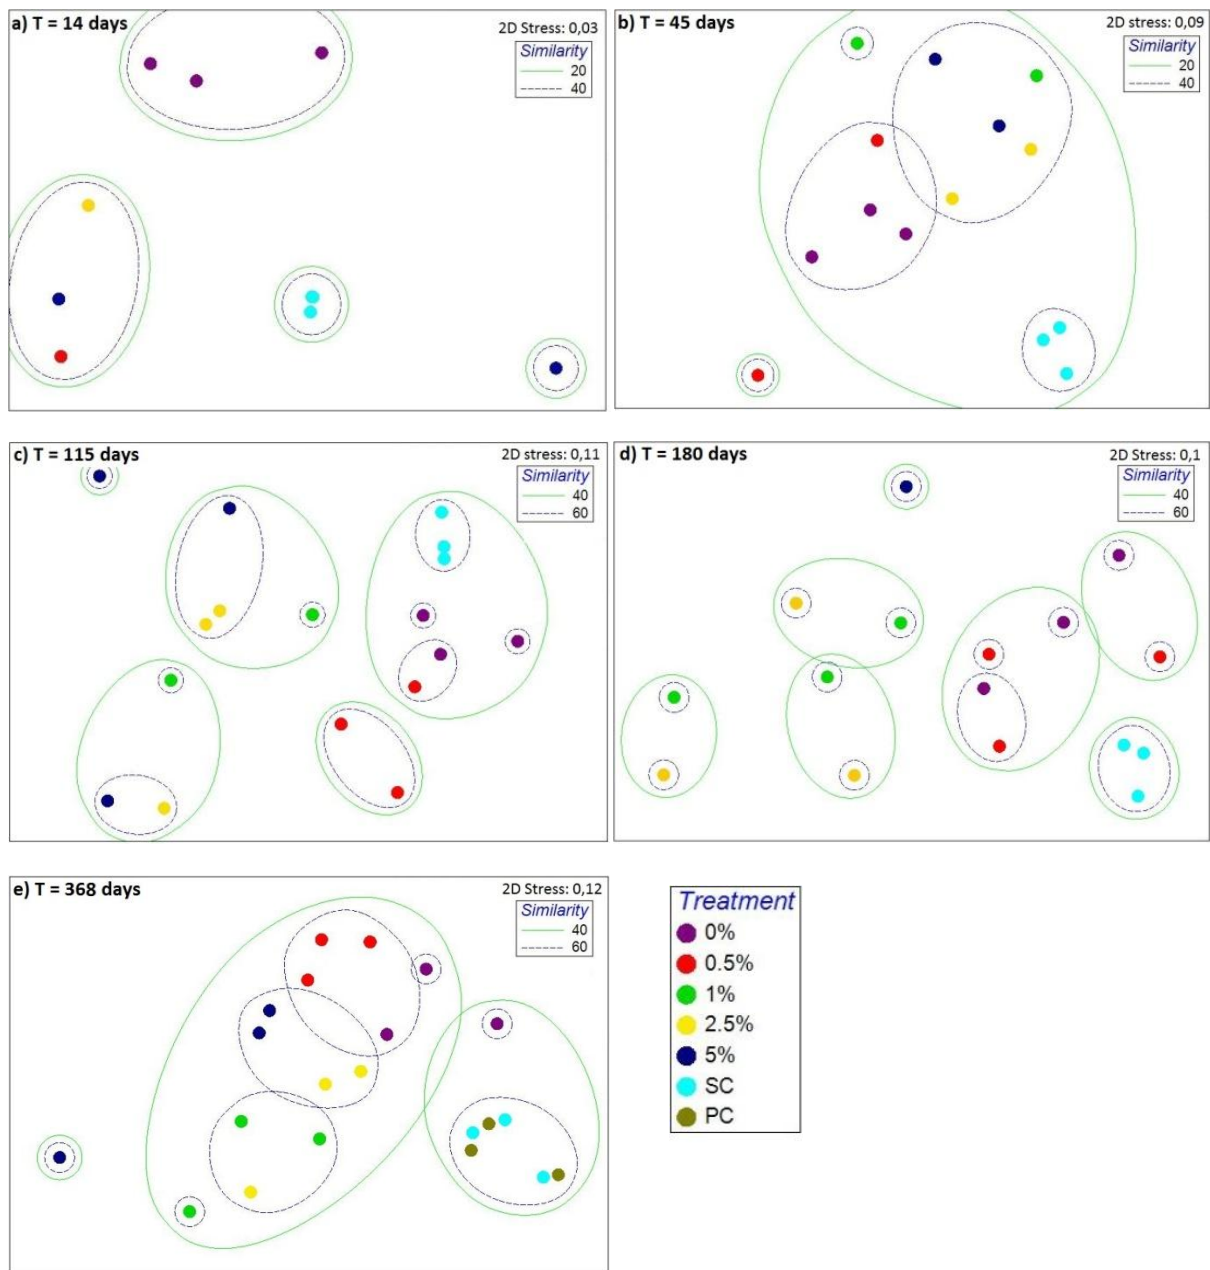 a) T = 14 days
2D Stress: 0,03
Similarity
20
40
b) T = 45 days
2D Stress: 0,09
Similarity
20
40
c) T = 115 days
2D stress: 0,11
Similarity
40
60
d) T = 180 days
2D Stress: 0,1
Similarity
40
60
e) T = 368 days
2D Stress: 0,12
Similarity
40
60
Treatment
0%
0.5%
1%
2.5%
5%
SC
PC